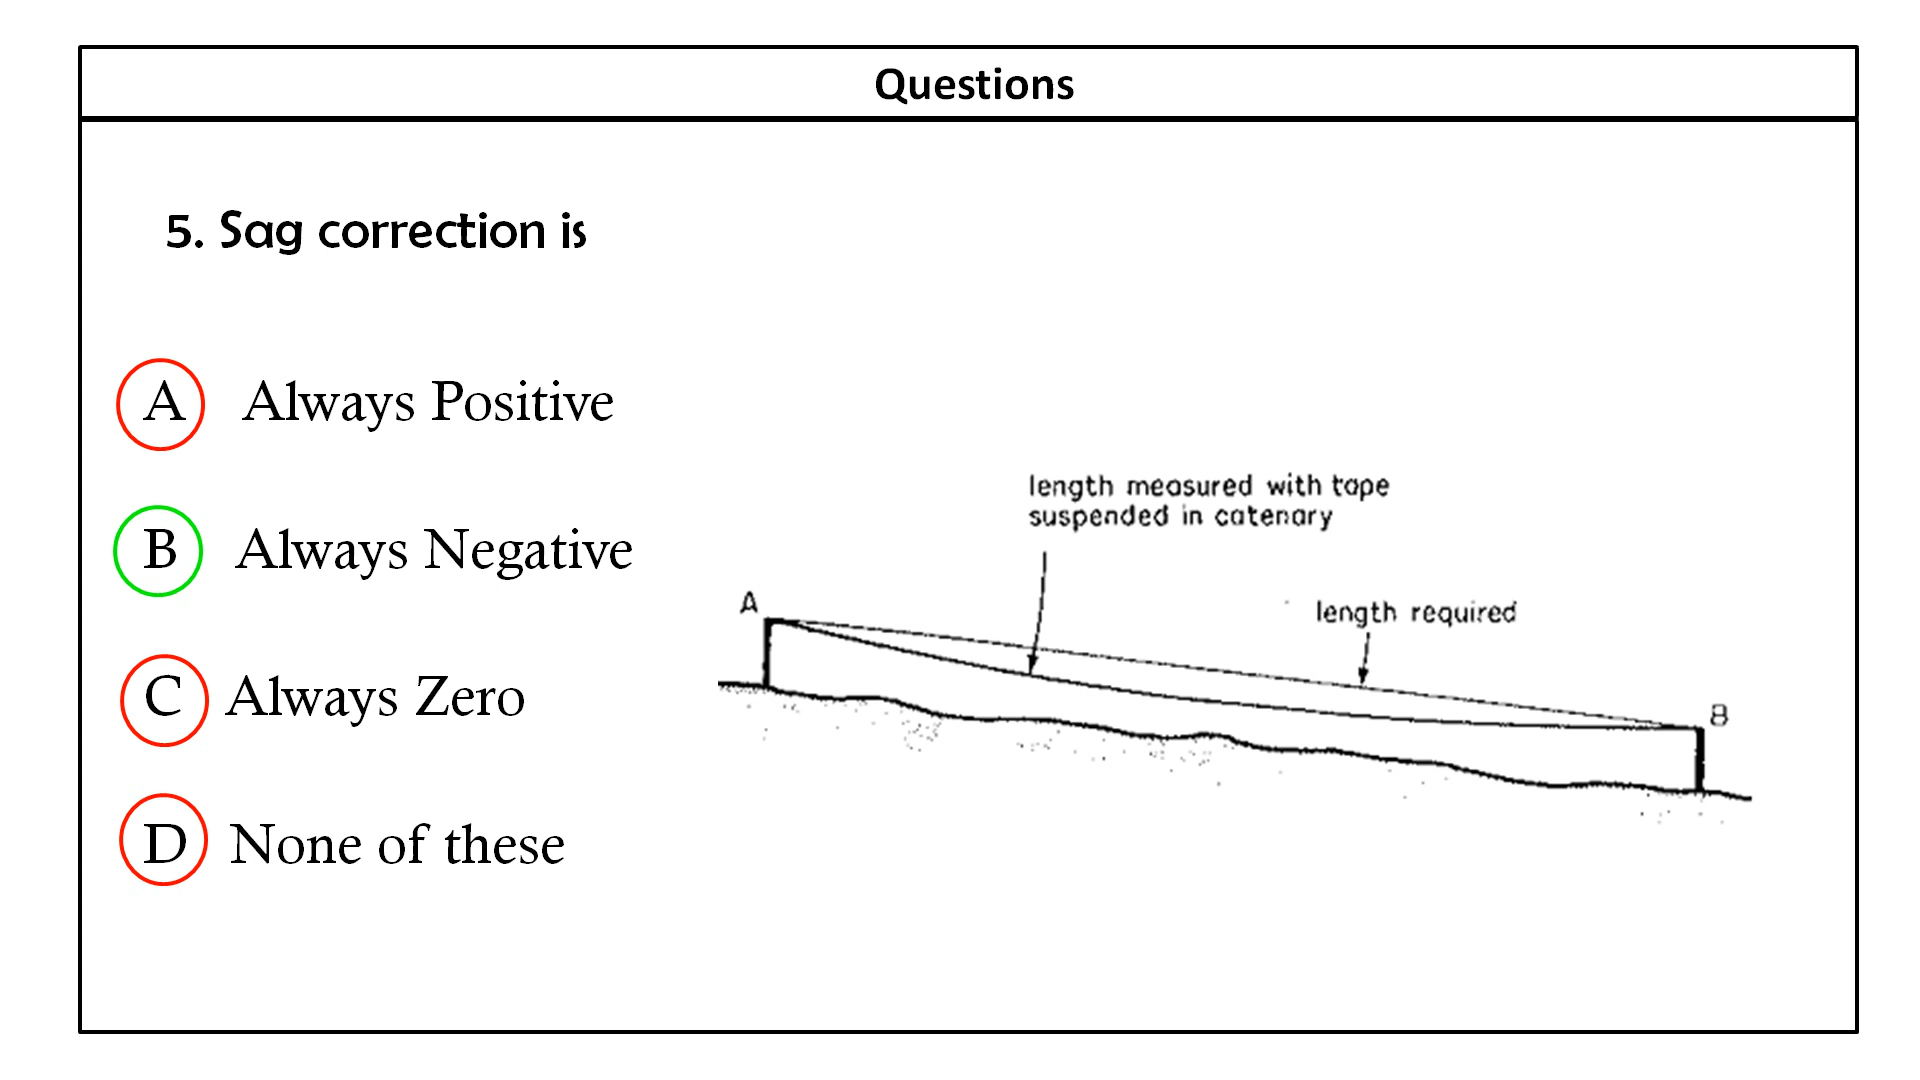 Questions
5. Sag correction is
A Always Positive
B Always Negative
C Always Zero
D None of these
length measured with tape
suspended in catenary
length required
A
B